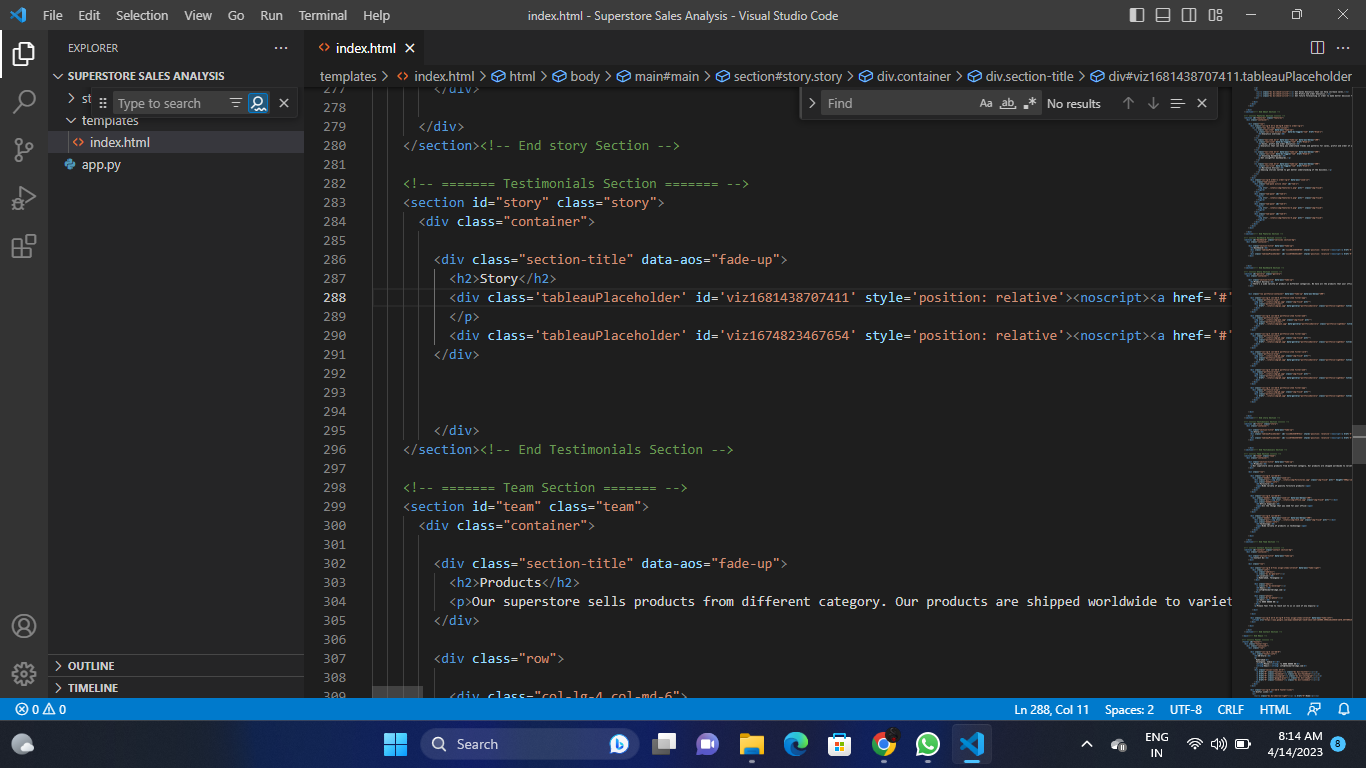 File Edit Selection View Go Run Terminal Help index.html - Superstore Sales Analysis - Visual Studio Code
EXPLORER
index.html
SUPERSTORE SALES ANALYSIS
templates > index.html > html > body > main#main > section#story.story > div.container > div.section-title > div#viz1681438707411.tableauPlaceholder
st
Type to search
Find
Aa ab .* No results
templates
index.html
app.py
277 </div>
278
279 </div>
280 </section><!-- End story Section -->
281
282 <!-- ======= Testimonials Section ======= -->
283 <section id="story" class="story">
284 <div class="container">
285
286 <div class="section-title" data-aos="fade-up">
287 <h2>Story</h2>
288 <div class='tableauPlaceholder' id='viz1681438707411' style='position: relative'><noscript><a href='#'
289 </p>
290 <div class='tableauPlaceholder' id='viz1674823467654' style='position: relative'><noscript><a href='#'
291 </div>
292
293
294
295 </div>
296 </section><!-- End Testimonials Section -->
297
298 <!-- ======= Team Section ======= -->
299 <section id="team" class="team">
300 <div class="container">
301
302 <div class="section-title" data-aos="fade-up">
303 <h2>Products</h2>
304 <p>Our superstore sells products from different category. Our products are shipped worldwide to variet
305 </div>
306
307 <div class="row">
308
309 <div class="col-lg-4 col-md-6">
OUTLINE
TIMELINE
0 0 Ln 288, Col 11 Spaces: 2 UTF-8 CRLF HTML
Search
ENG
IN
8:14 AM
4/14/2023
8